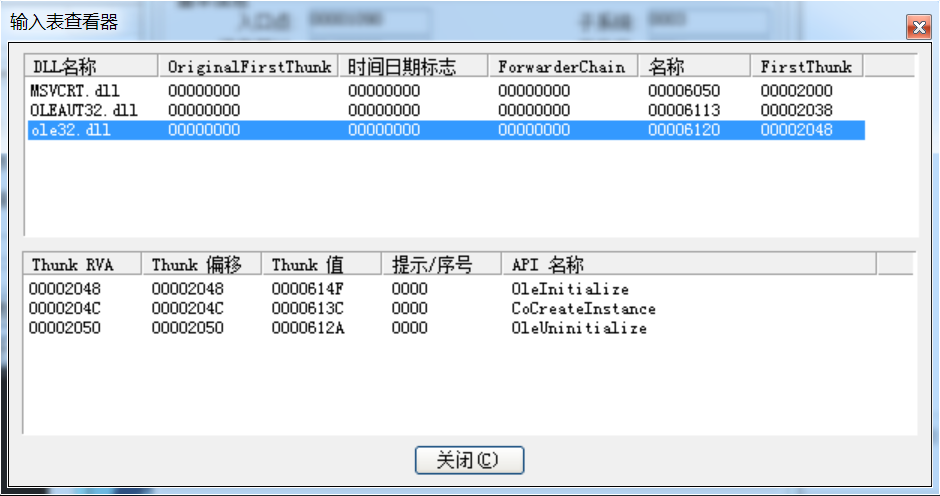 输入表查看器
DLL名称 OriginalFirstThunk 时间日期标志 ForwarderChain 名称 FirstThunk
MSVCRT.dll 00000000 00000000 00000000 00006050 00002000
OLEAUT32.dll 00000000 00000000 00000000 00006113 00002038
ole32.dll 00000000 00000000 00000000 00006120 00002048
Thunk RVA Thunk 偏移 Thunk 值 提示/序号 API 名称
00002048 00002048 0000614F 0000 OleInitialize
0000204C 0000204C 0000613C 0000 CoCreateInstance
00002050 00002050 0000612A 0000 OleUninitialize
关闭(C)